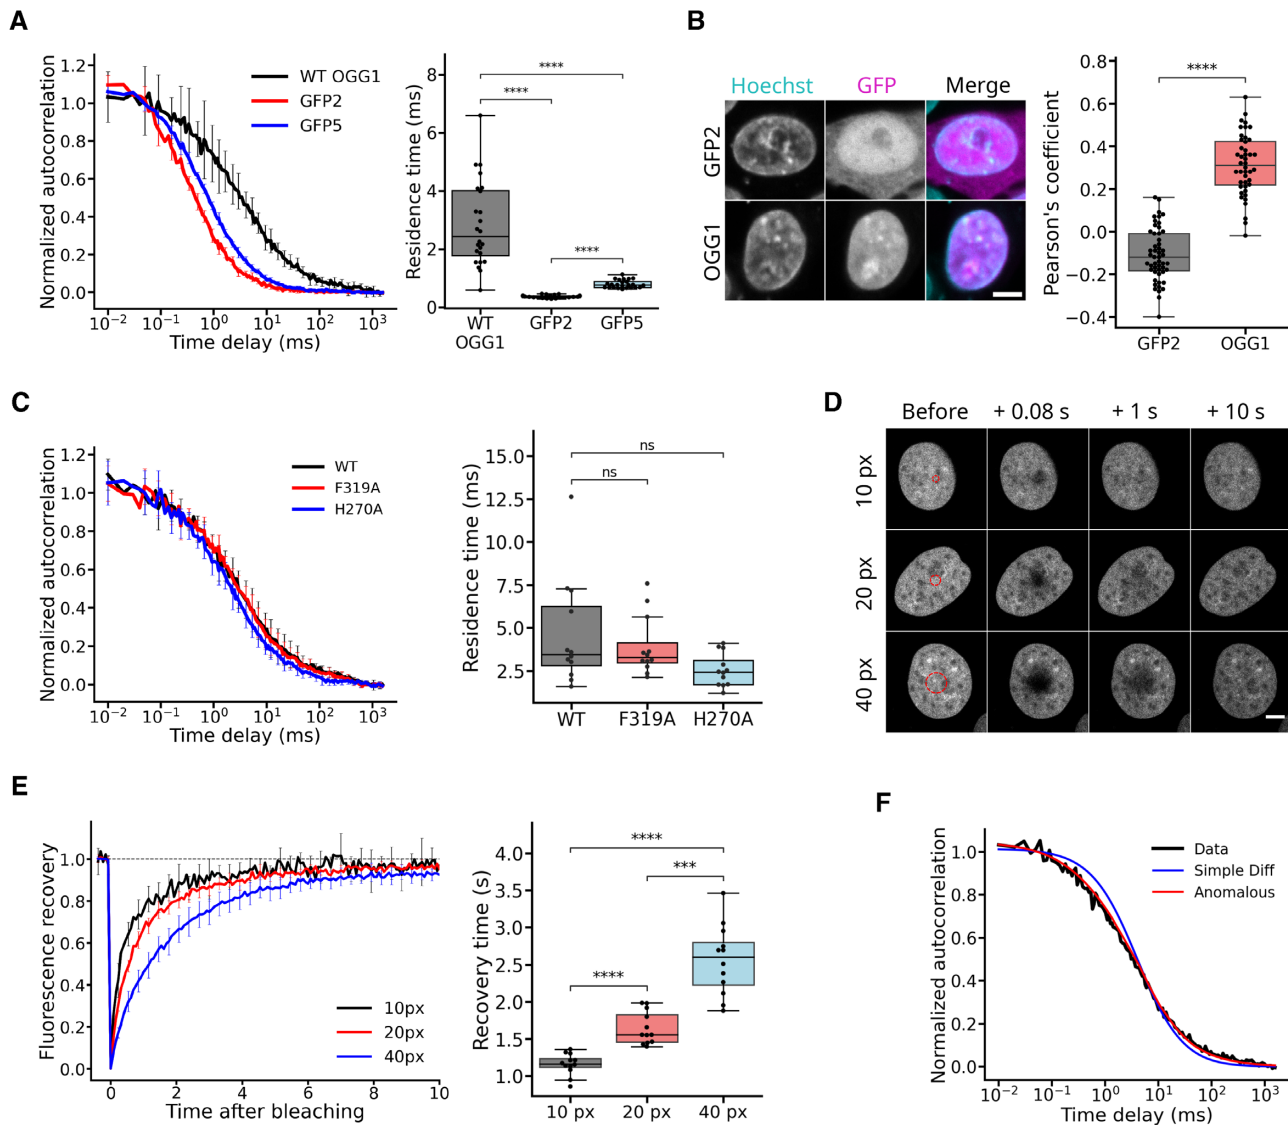 A
Normalized autocorrelation
1.2
1.0
0.8
0.6
0.4
0.2
0.0
WT OGG1
GFP2
GFP5
10⁻² 10⁻¹ 10⁰ 10¹ 10² 10³
Time delay (ms)
Residence time (ms)
8
6
4
2
0
****
****
****
WT OGG1
GFP2
GFP5
B
Hoechst GFP Merge
GFP2
OGG1
Pearson's coefficient
0.8
0.6
0.4
0.2
0.0
−0.2
−0.4
****
GFP2 OGG1
C
Normalized autocorrelation
1.2
1.0
0.8
0.6
0.4
0.2
0.0
WT
F319A
H270A
10⁻² 10⁻¹ 10⁰ 10¹ 10² 10³
Time delay (ms)
Residence time (ms)
15.0
12.5
10.0
7.5
5.0
2.5
ns
ns
WT F319A H270A
D
Before + 0.08 s + 1 s + 10 s
10 px
20 px
40 px
E
Fluorescence recovery
1.0
0.8
0.6
0.4
0.2
0.0
10px
20px
40px
0 2 4 6 8 10
Time after bleaching
Recovery time (s)
4.0
3.5
3.0
2.5
2.0
1.5
1.0
****
***
****
10 px 20 px 40 px
F
Normalized autocorrelation
1.0
0.8
0.6
0.4
0.2
0.0
Data
Simple Diff
Anomalous
10⁻² 10⁻¹ 10⁰ 10¹ 10² 10³
Time delay (ms)